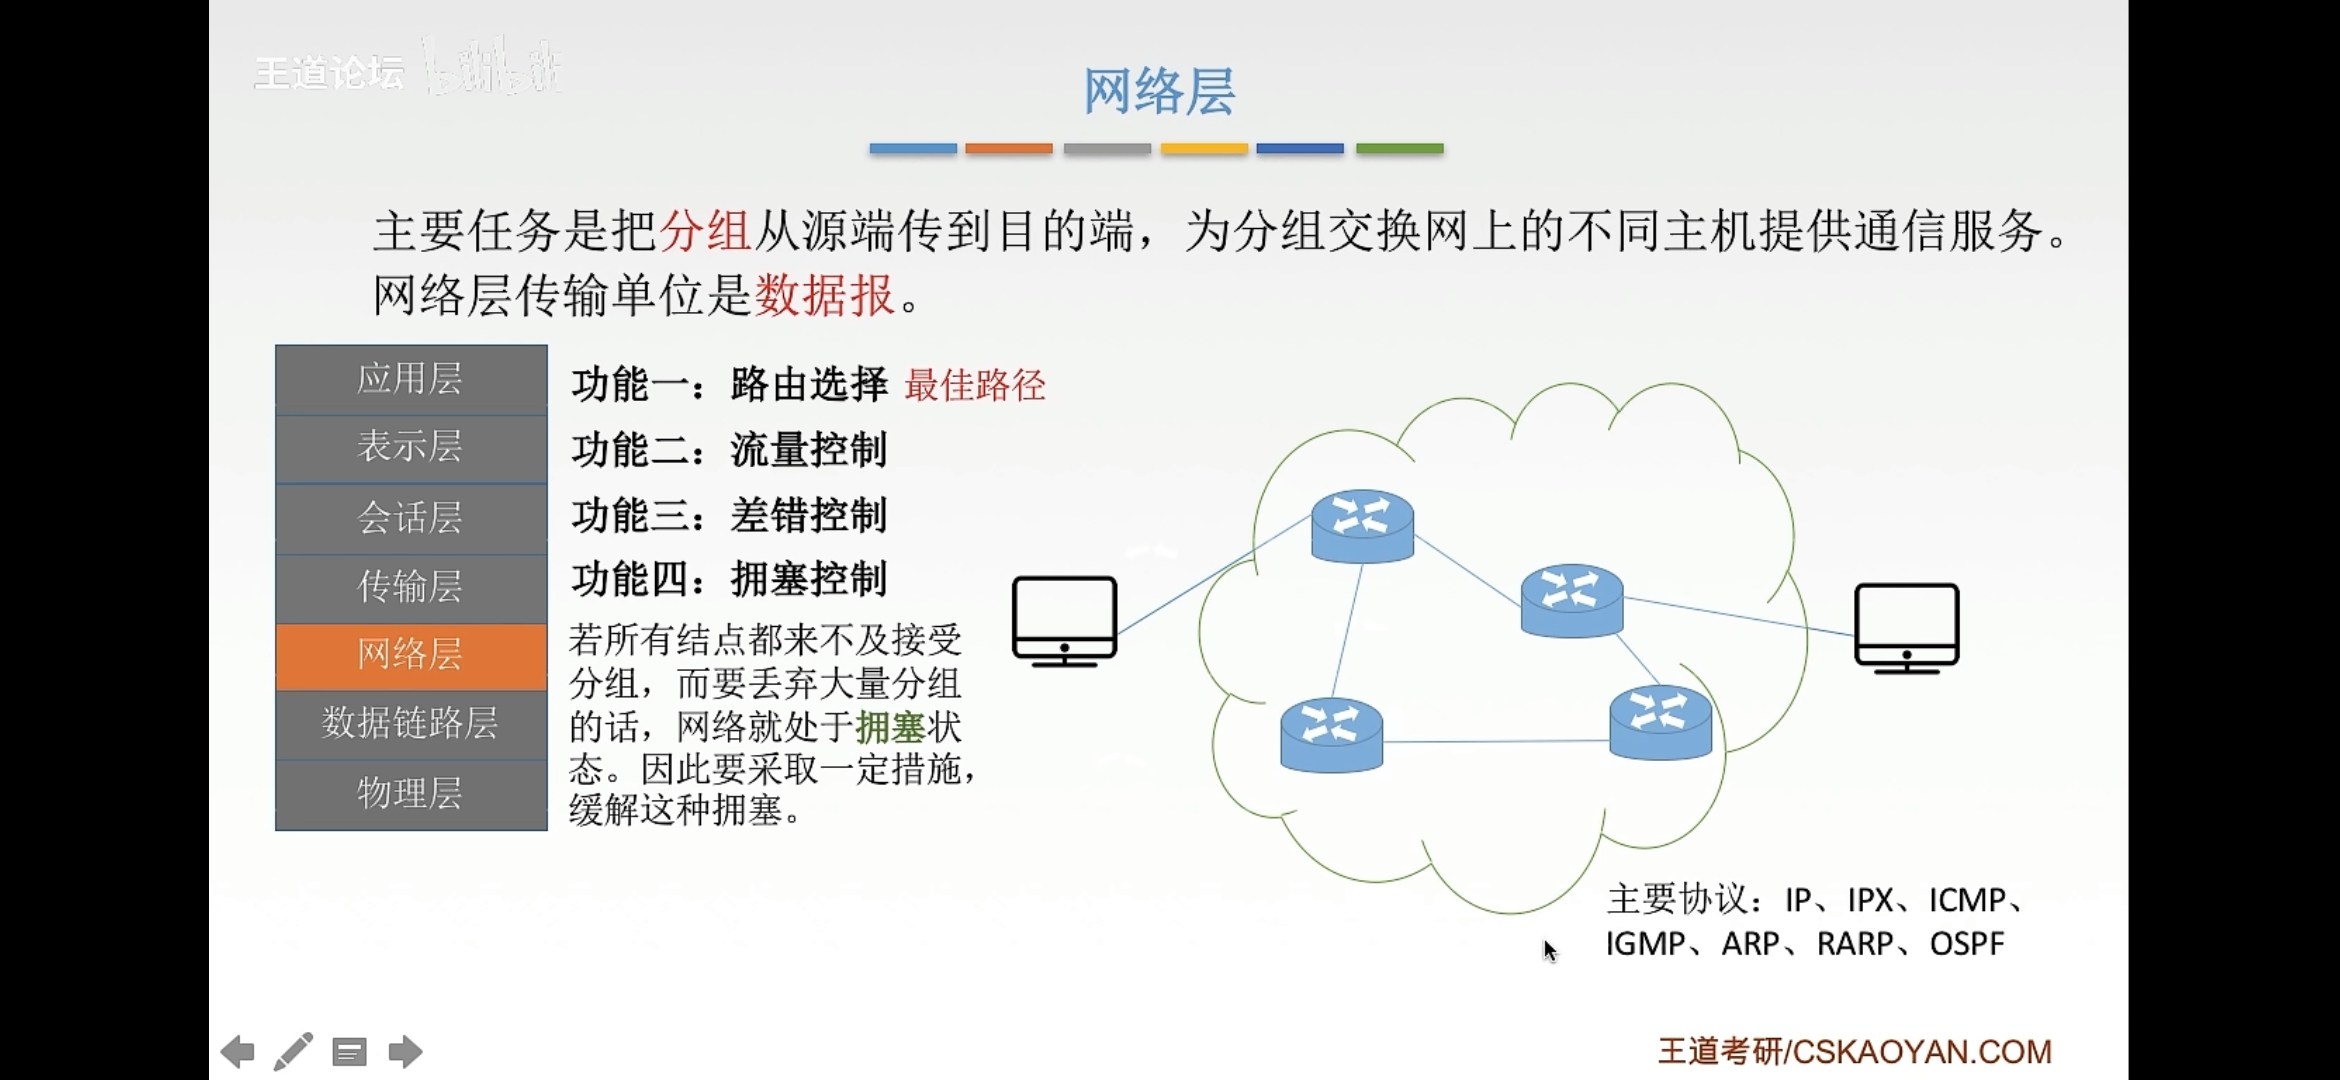 王道论坛 bilibili
网络层
主要任务是把分组从源端传到目的端，为分组交换网上的不同主机提供通信服务。
网络层传输单位是数据报。
应用层
表示层
会话层
传输层
网络层
数据链路层
物理层
功能一：路由选择 最佳路径
功能二：流量控制
功能三：差错控制
功能四：拥塞控制
若所有结点都来不及接受
分组，而要丢弃大量分组
的话，网络就处于拥塞状
态。因此要采取一定措施，
缓解这种拥塞。
主要协议：IP、IPX、ICMP、
IGMP、ARP、RARP、OSPF
王道考研/CSKAOYAN.COM